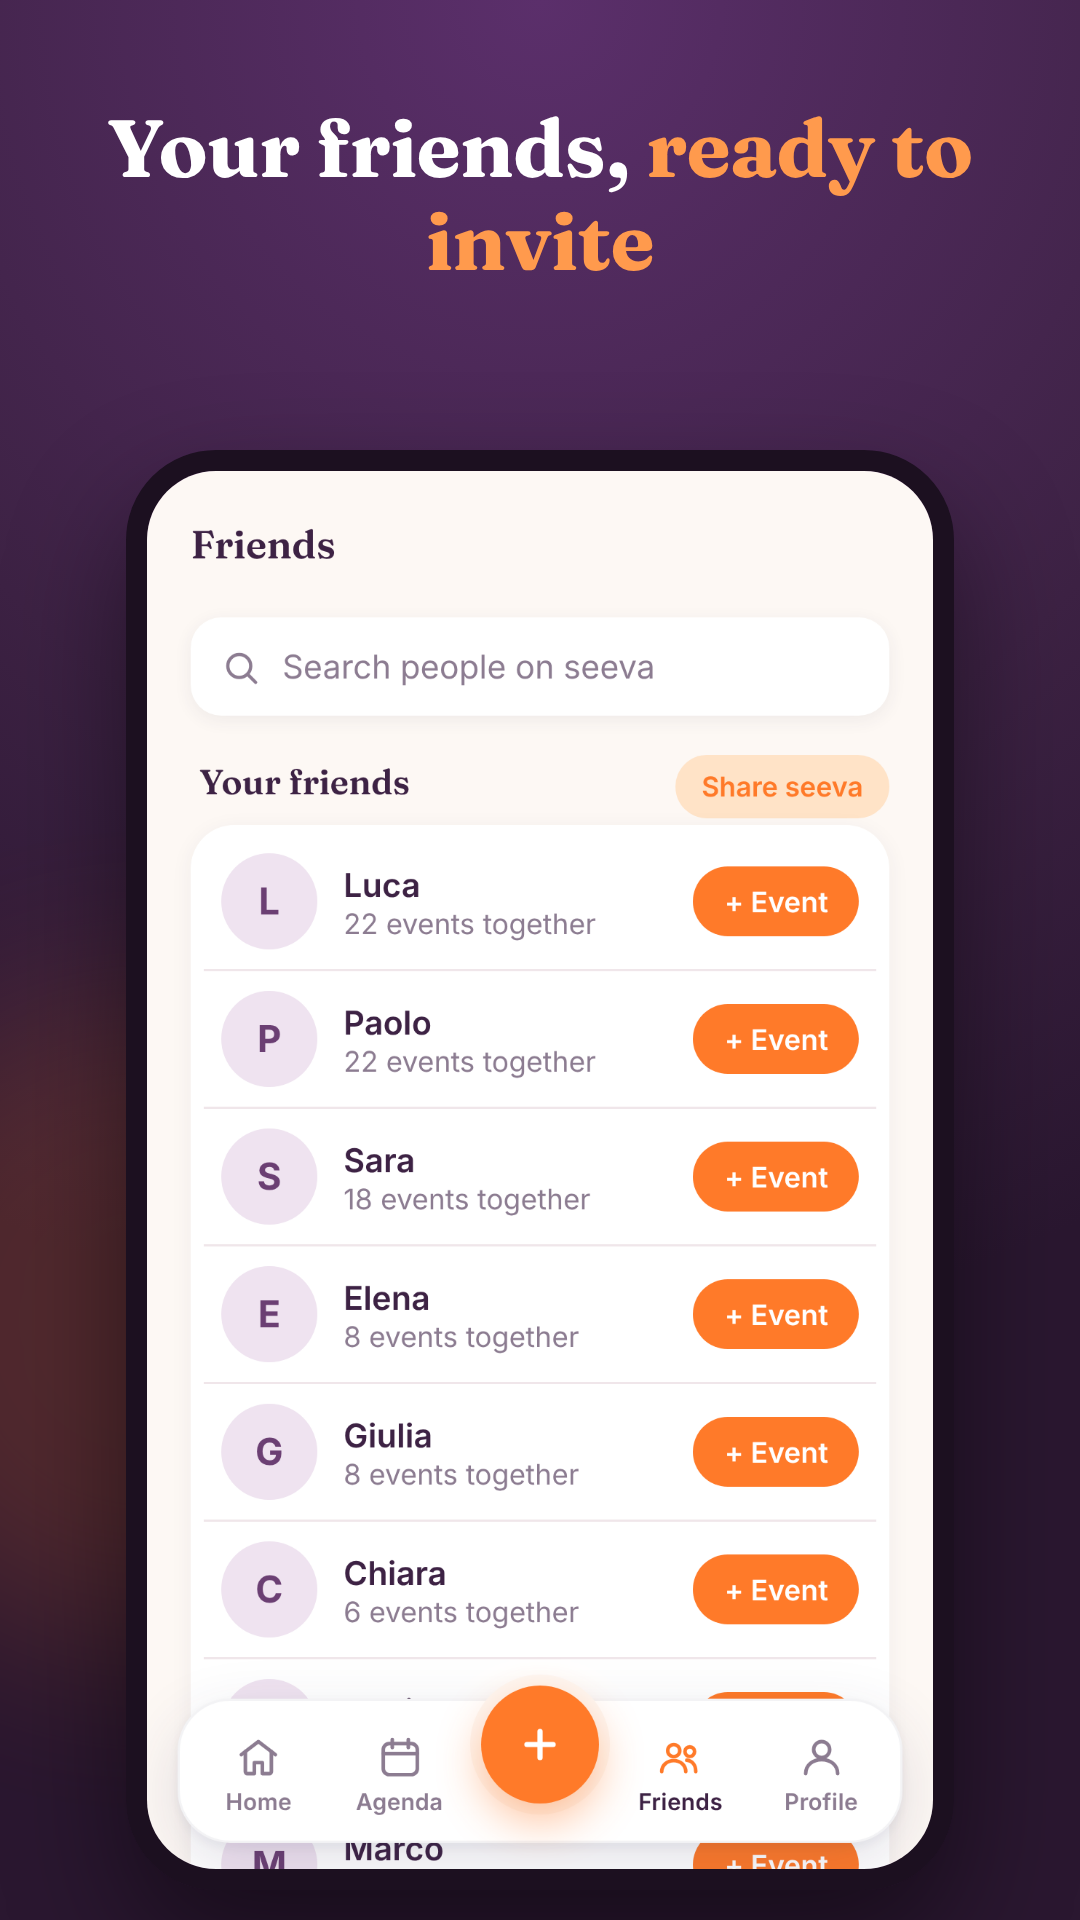 Your friends, ready to
invite
Friends
Search people on seeva
Your friends
Share seeva
L
Luca
22 events together
+ Event
P
Paolo
22 events together
+ Event
S
Sara
18 events together
+ Event
E
Elena
8 events together
+ Event
G
Giulia
8 events together
+ Event
C
Chiara
6 events together
+ Event
Home
Agenda
+
Friends
Profile
M
Marco
+ Event